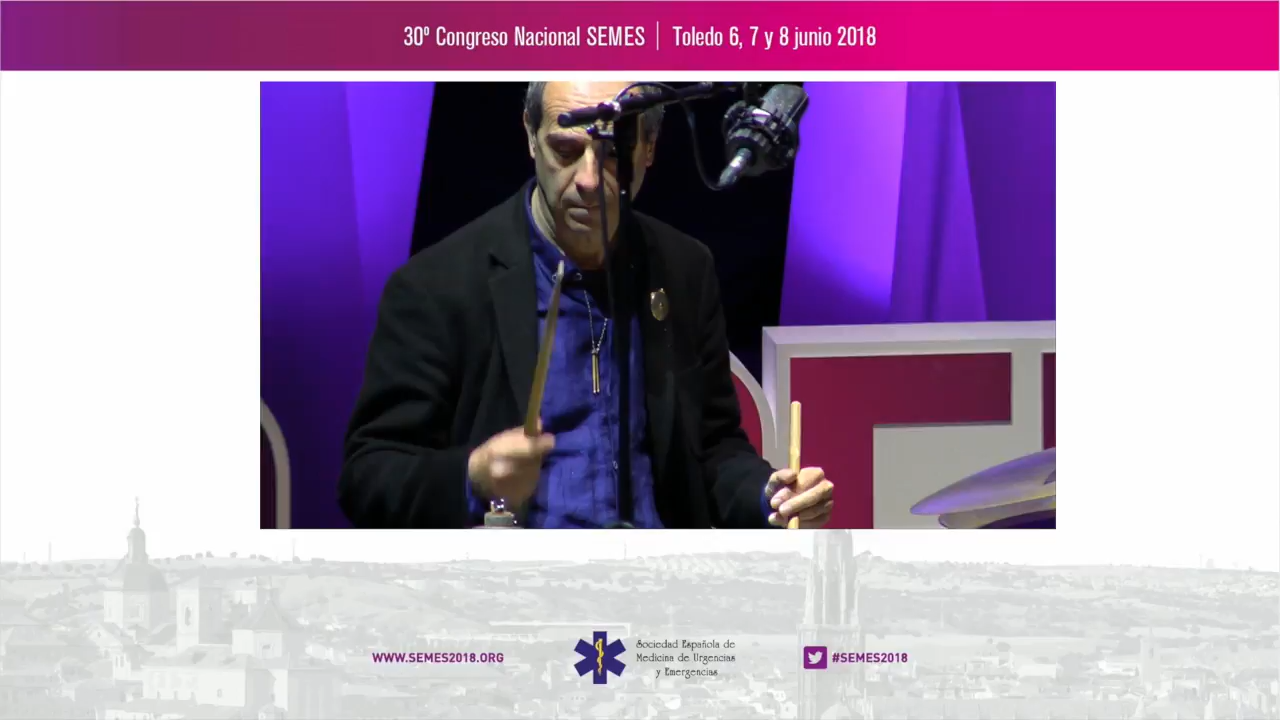 30º Congreso Nacional SEMES | Toledo 6, 7 y 8 junio 2018
WWW.SEMES2018.ORG
Sociedad Española de
Medicina de Urgencias
y Emergencias
#SEMES2018